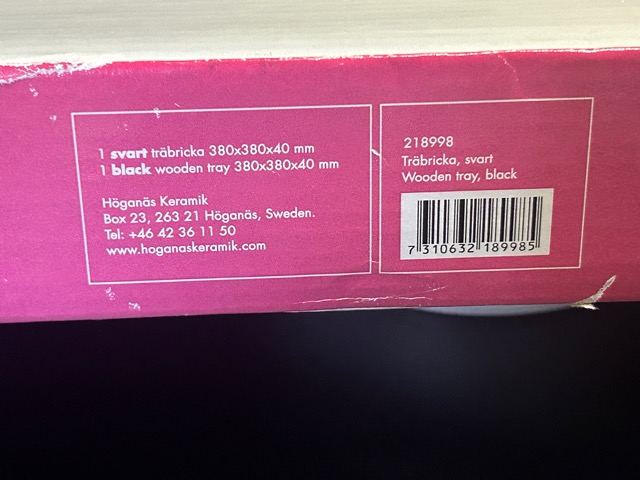 1 svart träbricka 380x380x40 mm
1 black wooden tray 380x380x40 mm
Höganäs Keramik
Box 23, 263 21 Höganäs, Sweden.
Tel: +46 42 36 11 50
www.hoganaskeramik.com
218998
Träbricka, svart
Wooden tray, black
7 310632 189985